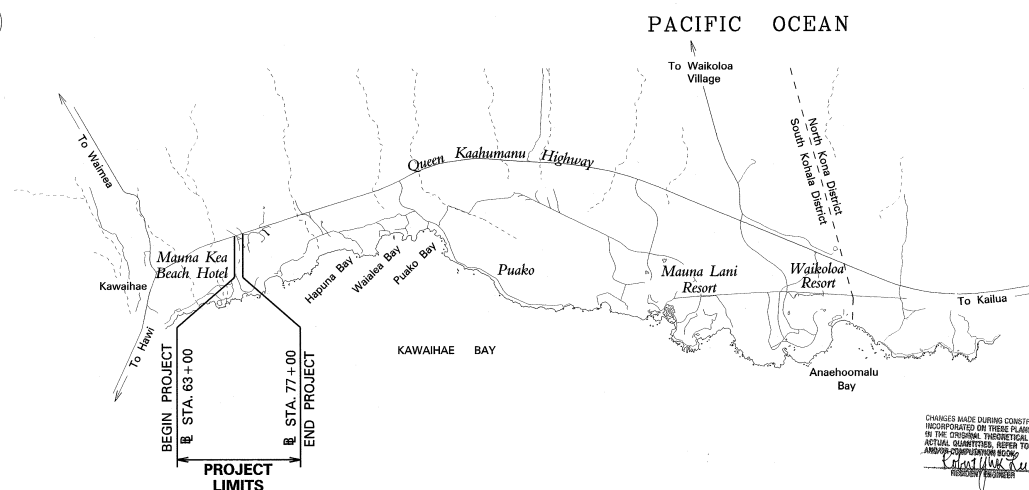 PACIFIC OCEAN
To Waikoloa
Village
To Waimea
North Kona District
South Kohala District
Queen Kaahumanu Highway
Mauna Kea
Beach Hotel
Kawaihae
Hapuna Bay
Waialea Bay
Puako Bay
Puako
Mauna Lani
Resort
Waikoloa
Resort
To Kailua
To Hawi
KAWAIHAE BAY
Anaehoomalu
Bay
BEGIN PROJECT
STA. 63+00
STA. 77+00
END PROJECT
PROJECT
LIMITS
CHANGES MADE DURING CONSTR
INCORPORATED ON THESE PLANS
IN THE ORIGINAL THEORETICAL
ACTUAL QUANTITIES, REFER TO
AND/OR COMPUTATION BOOK
RESIDENT ENGINEER